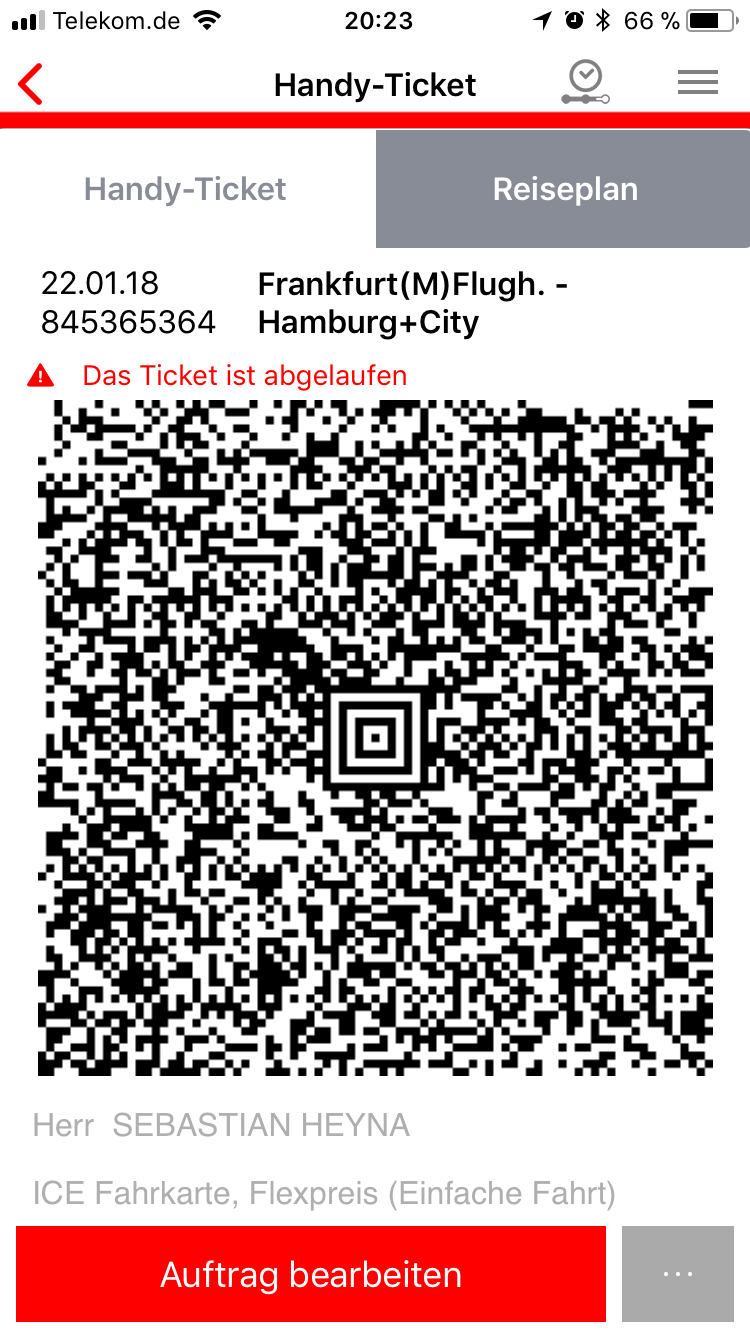 Telekom.de 20:23 66 %
Handy-Ticket
Handy-Ticket Reiseplan
22.01.18 Frankfurt(M)Flugh. -
845365364 Hamburg+City
Das Ticket ist abgelaufen
Herr SEBASTIAN HEYNA
ICE Fahrkarte, Flexpreis (Einfache Fahrt)
Auftrag bearbeiten ...